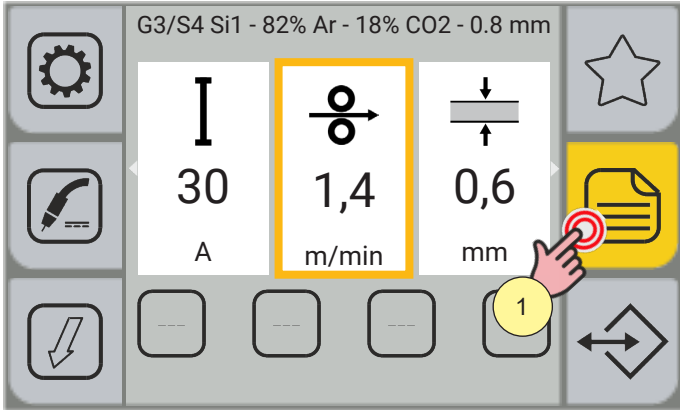 G3/S4 Si1 - 82% Ar - 18% CO2 - 0.8 mm
30 1,4 0,6
A m/min mm
--- --- ---
1